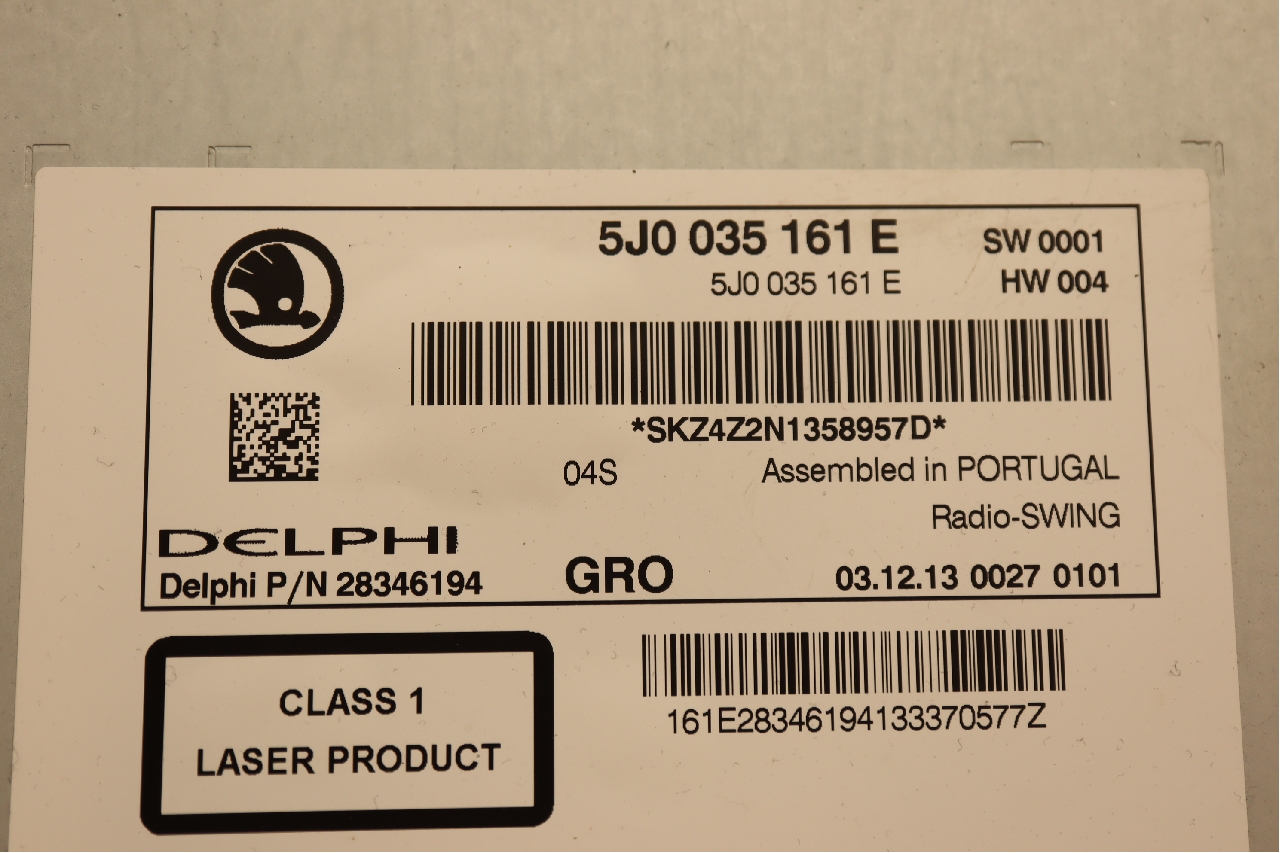 5J0 035 161 E SW 0001
5J0 035 161 E HW 004
*SKZ4Z2N1358957D*
04S Assembled in PORTUGAL
Radio-SWING
DELPHI
Delphi P/N 28346194 GRO 03.12.13 0027 0101
CLASS 1
LASER PRODUCT
161E28346194133370577Z